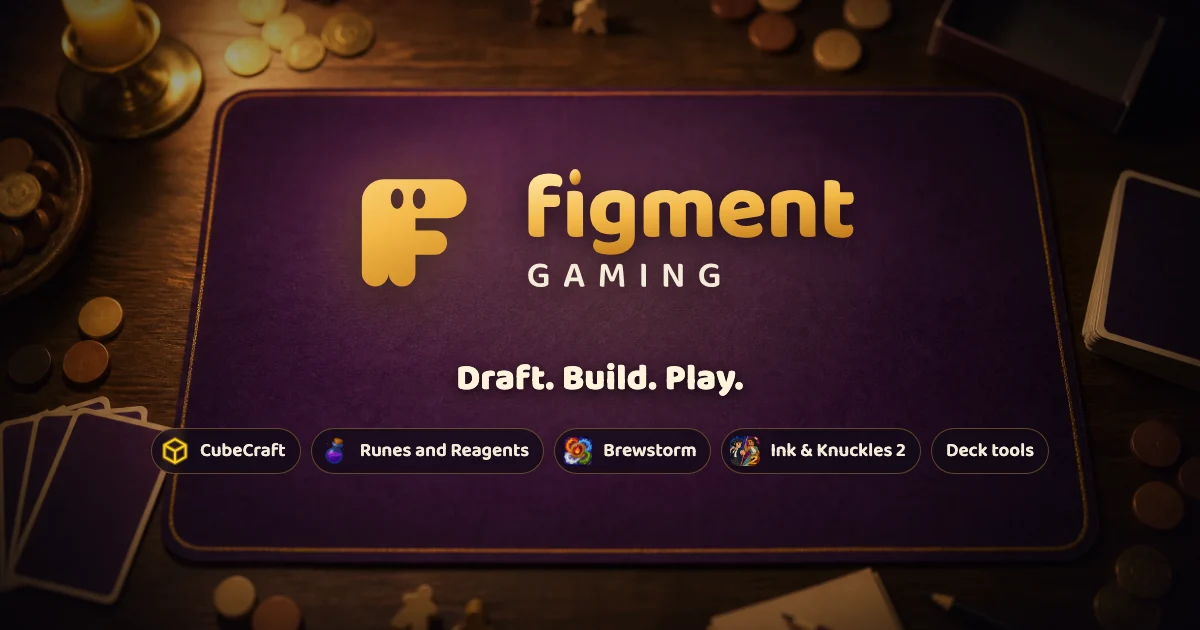 figment
GAMING
Draft. Build. Play.
CubeCraft
Runes and Reagents
Brewstorm
Ink & Knuckles 2
Deck tools